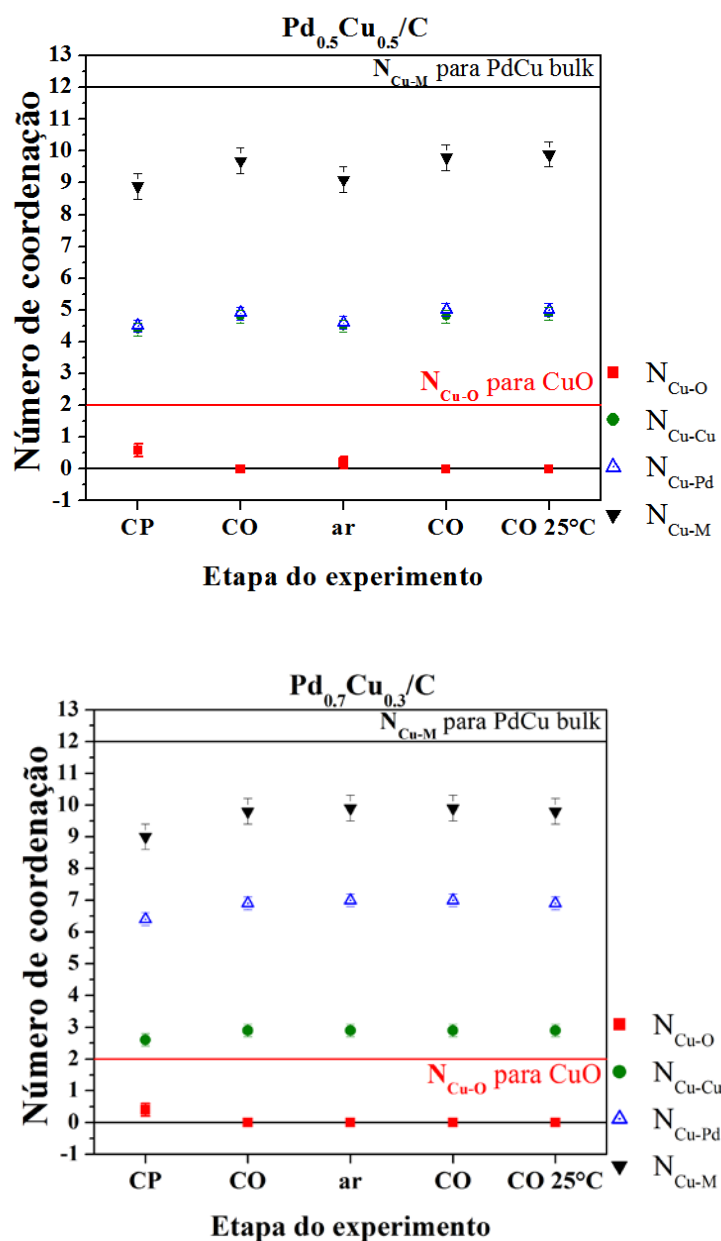 Pd0.5Cu0.5/C
13
12
11
10
9
8
7
6
5
4
3
2
1
0
-1
Número de coordenação
NCu-M para PdCu bulk
NCu-O para CuO
NCu-O
NCu-Cu
NCu-Pd
NCu-M
CP CO ar CO CO 25°C
Etapa do experimento
Pd0.7Cu0.3/C
13
12
11
10
9
8
7
6
5
4
3
2
1
0
-1
Número de coordenação
NCu-M para PdCu bulk
NCu-O para CuO
NCu-O
NCu-Cu
NCu-Pd
NCu-M
CP CO ar CO CO 25°C
Etapa do experimento